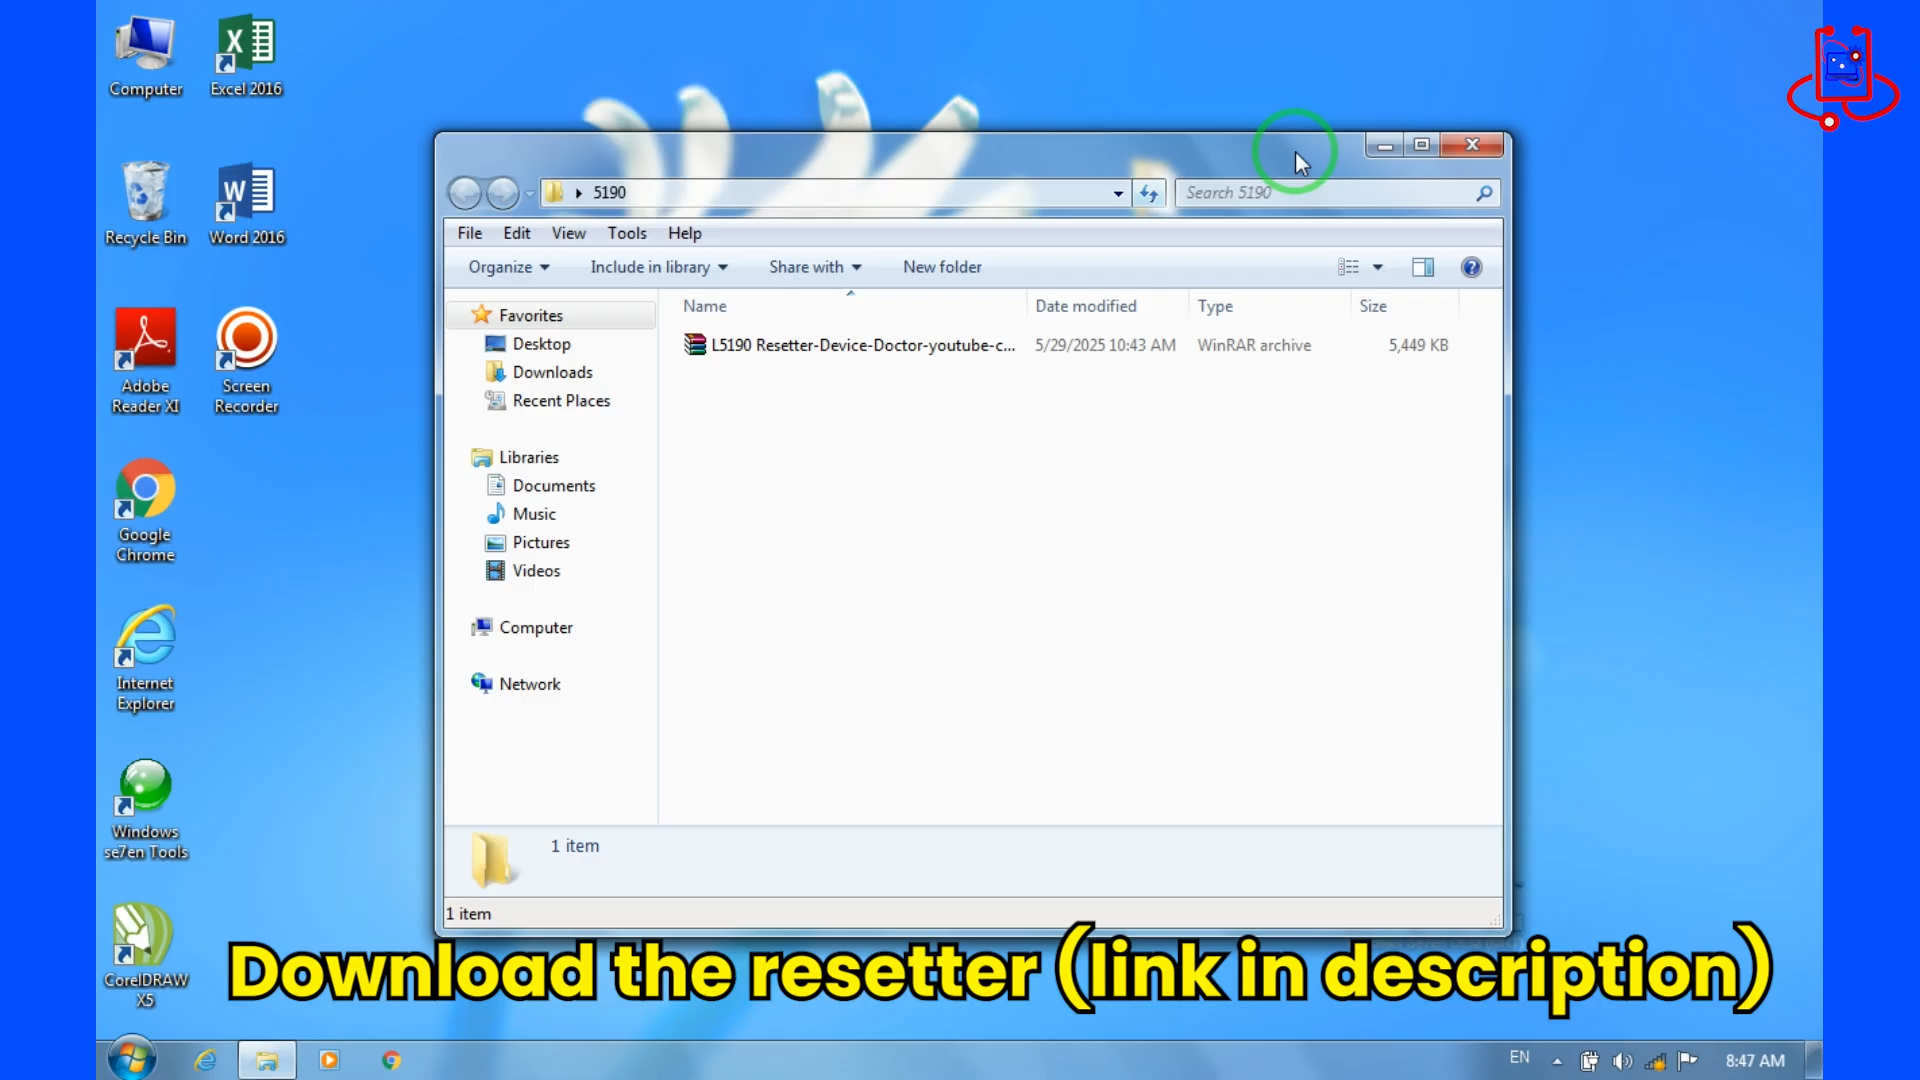 Computer
Excel 2016
Recycle Bin
Word 2016
Adobe
Reader XI
Screen
Recorder
Google
Chrome
Internet
Explorer
Windows
se7en Tools
CorelDRAW
X5
5190
Search 5190
File Edit View Tools Help
Organize Include in library Share with New folder
Name Date modified Type Size
L5190 Resetter-Device-Doctor-youtube-c... 5/29/2025 10:43 AM WinRAR archive 5,449 KB
Favorites
Desktop
Downloads
Recent Places
Libraries
Documents
Music
Pictures
Videos
Computer
Network
1 item
1 item
Download the resetter (link in description)
EN 8:47 AM